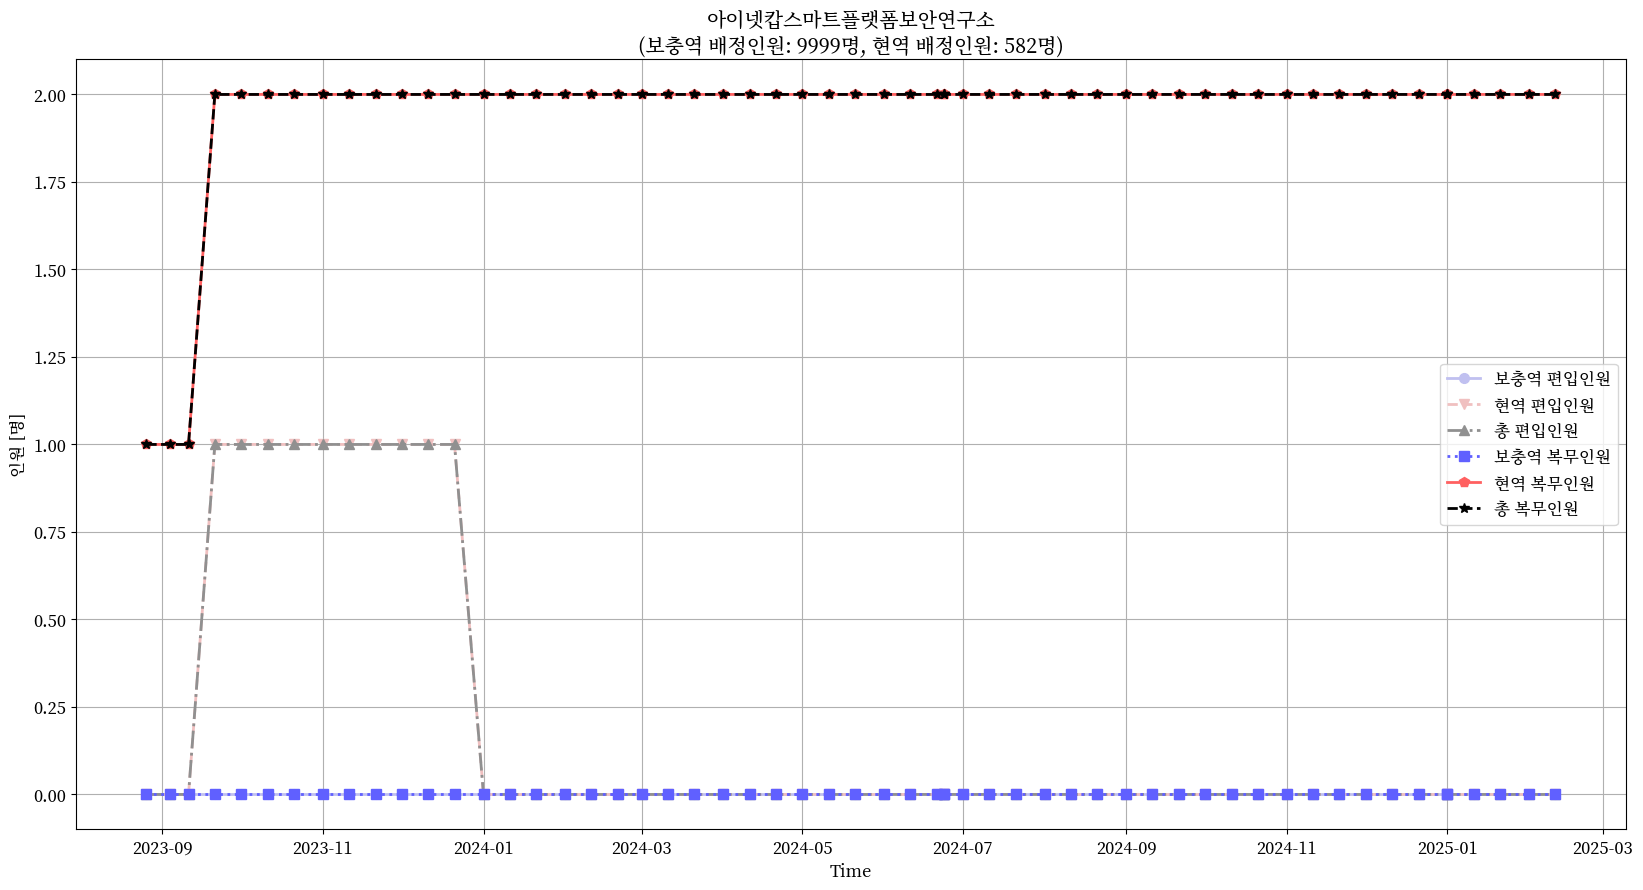 아이넷캅스마트플랫폼보안연구소
(보충역 배정인원: 9999명, 현역 배정인원: 582명)
인원 [명]
2.00
1.75
1.50
1.25
1.00
0.75
0.50
0.25
0.00
보충역 편입인원
현역 편입인원
총 편입인원
보충역 복무인원
현역 복무인원
총 복무인원
2023-09
2023-11
2024-01
2024-03
2024-05
2024-07
2024-09
2024-11
2025-01
2025-03
Time